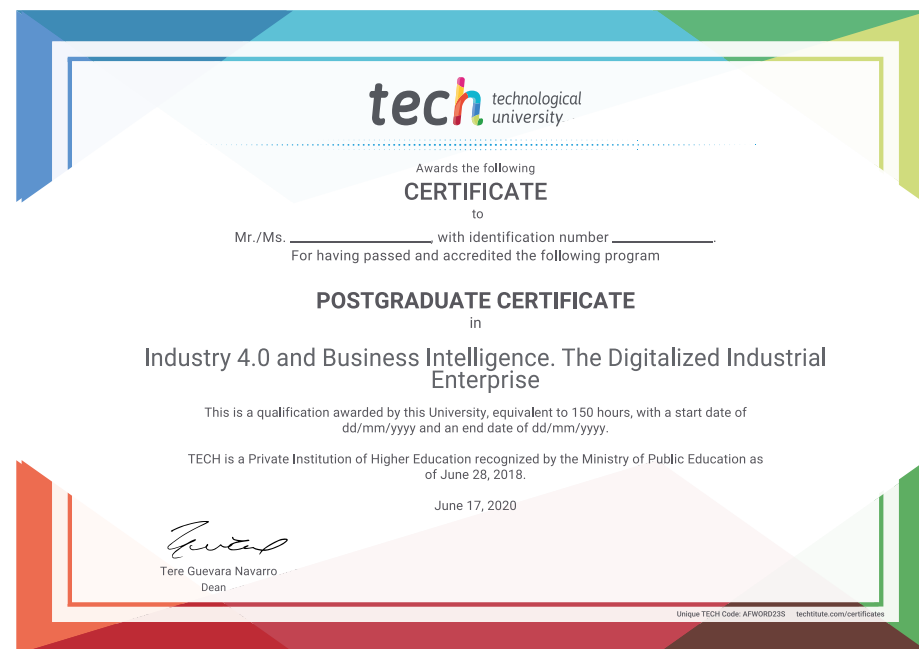 tech technological
university
Awards the following
CERTIFICATE
to
Mr./Ms. ____________, with identification number ____________.
For having passed and accredited the following program
POSTGRADUATE CERTIFICATE
in
Industry 4.0 and Business Intelligence. The Digitalized Industrial
Enterprise
This is a qualification awarded by this University, equivalent to 150 hours, with a start date of
dd/mm/yyyy and an end date of dd/mm/yyyy.
TECH is a Private Institution of Higher Education recognized by the Ministry of Public Education as
of June 28, 2018.
June 17, 2020
Tere Guevara Navarro
Dean
Unique TECH Code: AFWORD23S techtitute.com/certificates